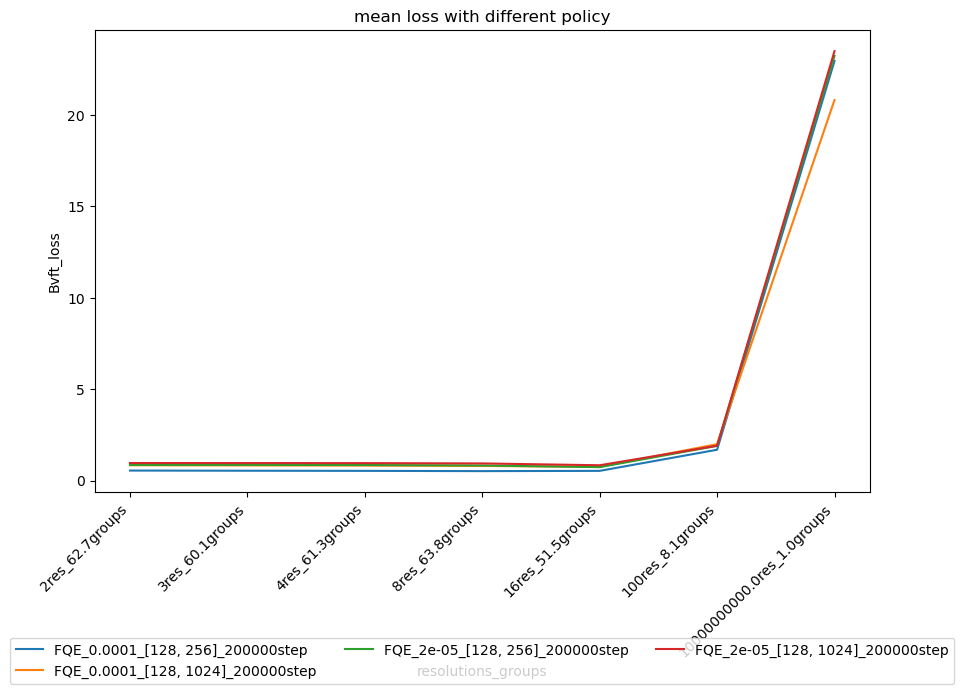 mean loss with different policy
Bvft_loss
20
15
10
5
0
2res_62.7groups
3res_60.1groups
4res_61.3groups
8res_63.8groups
16res_51.5groups
100res_8.1groups
resolutions_groups
FQE_0.0001_[128, 256]_200000step
FQE_0.0001_[128, 1024]_200000step
FQE_2e-05_[128, 256]_200000step
FQE_2e-05_[128, 1024]_200000step